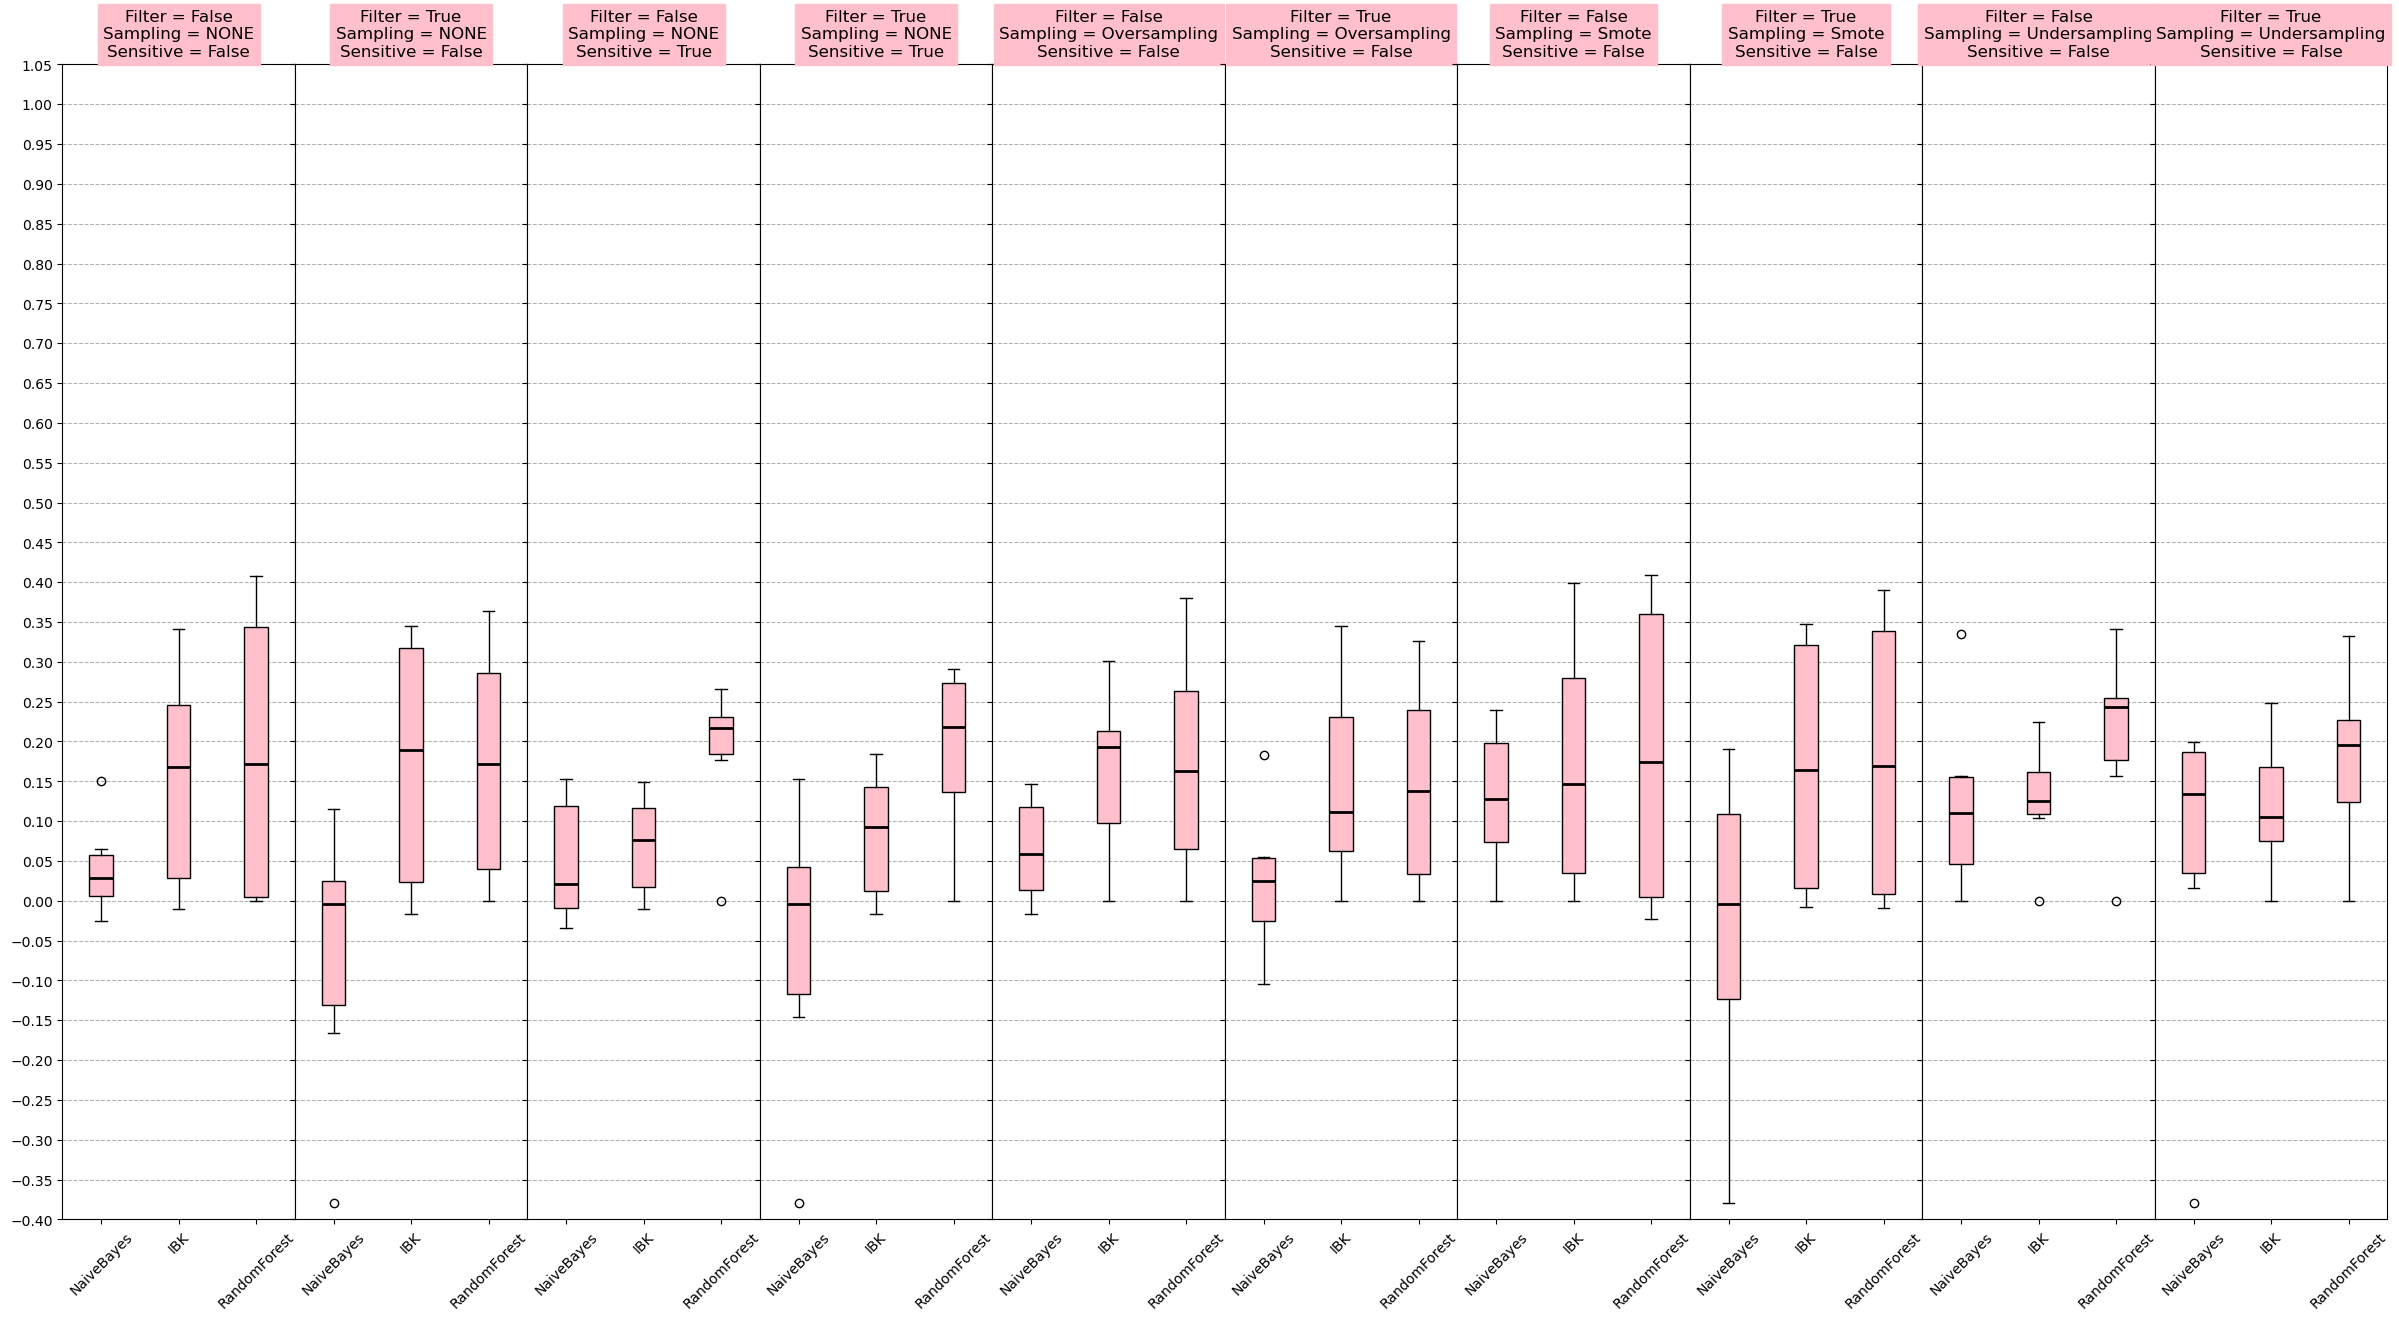 Filter = False
Sampling = NONE
Sensitive = False
Filter = True
Sampling = NONE
Sensitive = False
Filter = False
Sampling = NONE
Sensitive = True
Filter = True
Sampling = NONE
Sensitive = True
Filter = False
Sampling = Oversampling
Sensitive = False
Filter = True
Sampling = Oversampling
Sensitive = False
Filter = False
Sampling = Smote
Sensitive = False
Filter = True
Sampling = Smote
Sensitive = False
Filter = False
Sampling = Undersampling
Sensitive = False
Filter = True
Sampling = Undersampling
Sensitive = False
1.05
1.00
0.95
0.90
0.85
0.80
0.75
0.70
0.65
0.60
0.55
0.50
0.45
0.40
0.35
0.30
0.25
0.20
0.15
0.10
0.05
0.00
−0.05
−0.10
−0.15
−0.20
−0.25
−0.30
−0.35
−0.40
NaiveBayes
IBK
RandomForest
NaiveBayes
IBK
RandomForest
NaiveBayes
IBK
RandomForest
NaiveBayes
IBK
RandomForest
NaiveBayes
IBK
RandomForest
NaiveBayes
IBK
RandomForest
NaiveBayes
IBK
RandomForest
NaiveBayes
IBK
RandomForest
NaiveBayes
IBK
RandomForest
NaiveBayes
IBK
RandomForest